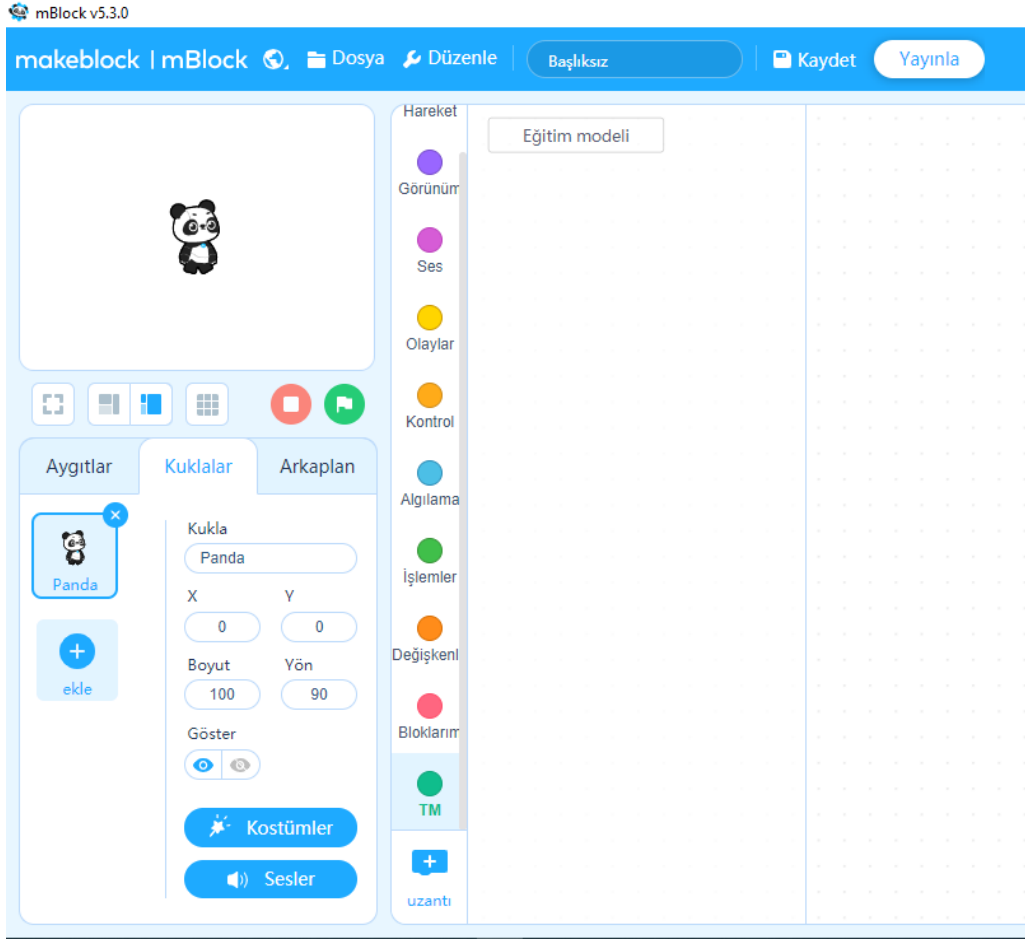 mBlock v5.3.0
makeblock | mBlock Dosya Düzenle Başlıksız Kaydet Yayınla
Hareket
Görünüm
Ses
Olaylar
Kontrol
Algılama
İşlemler
Değişkenl
Bloklarım
TM
uzantı
Eğitim modeli
Aygıtlar Kuklalar Arkaplan
Panda
ekle
Kukla
Panda
X Y
0 0
Boyut Yön
100 90
Göster
Kostümler
Sesler